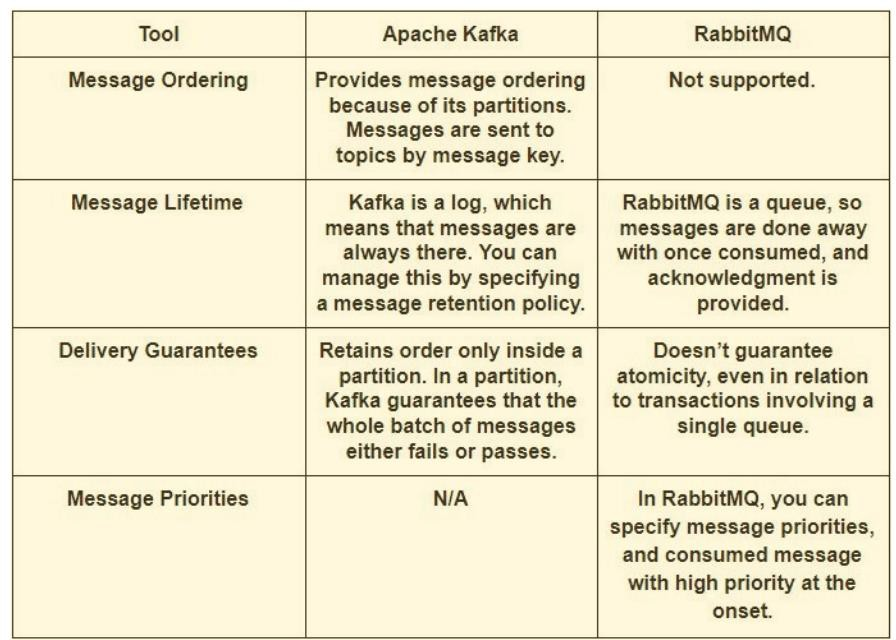 Tool
Apache Kafka
RabbitMQ
Message Ordering
Provides message ordering
because of its partitions.
Messages are sent to
topics by message key.
Not supported.
Message Lifetime
Kafka is a log, which
means that messages are
always there. You can
manage this by specifying
a message retention policy.
RabbitMQ is a queue, so
messages are done away
with once consumed, and
acknowledgment is
provided.
Delivery Guarantees
Retains order only inside a
partition. In a partition,
Kafka guarantees that the
whole batch of messages
either fails or passes.
Doesn’t guarantee
atomicity, even in relation
to transactions involving a
single queue.
Message Priorities
N/A
In RabbitMQ, you can
specify message priorities,
and consumed message
with high priority at the
onset.